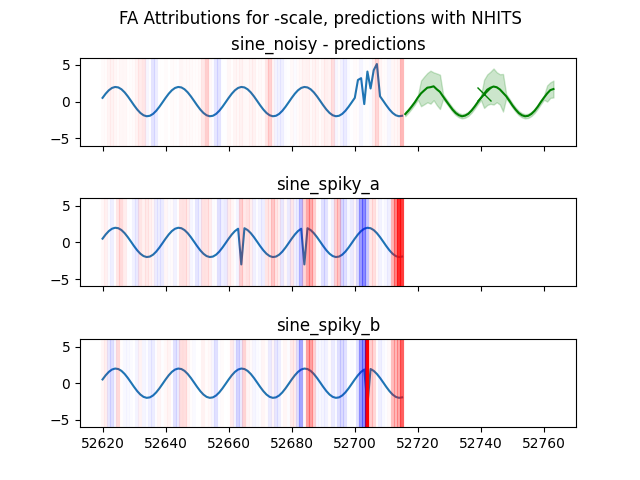 FA Attributions for -scale, predictions with NHITS
sine_noisy - predictions
5
0
−5
sine_spiky_a
5
0
−5
sine_spiky_b
5
0
−5
52620 52640 52660 52680 52700 52720 52740 52760